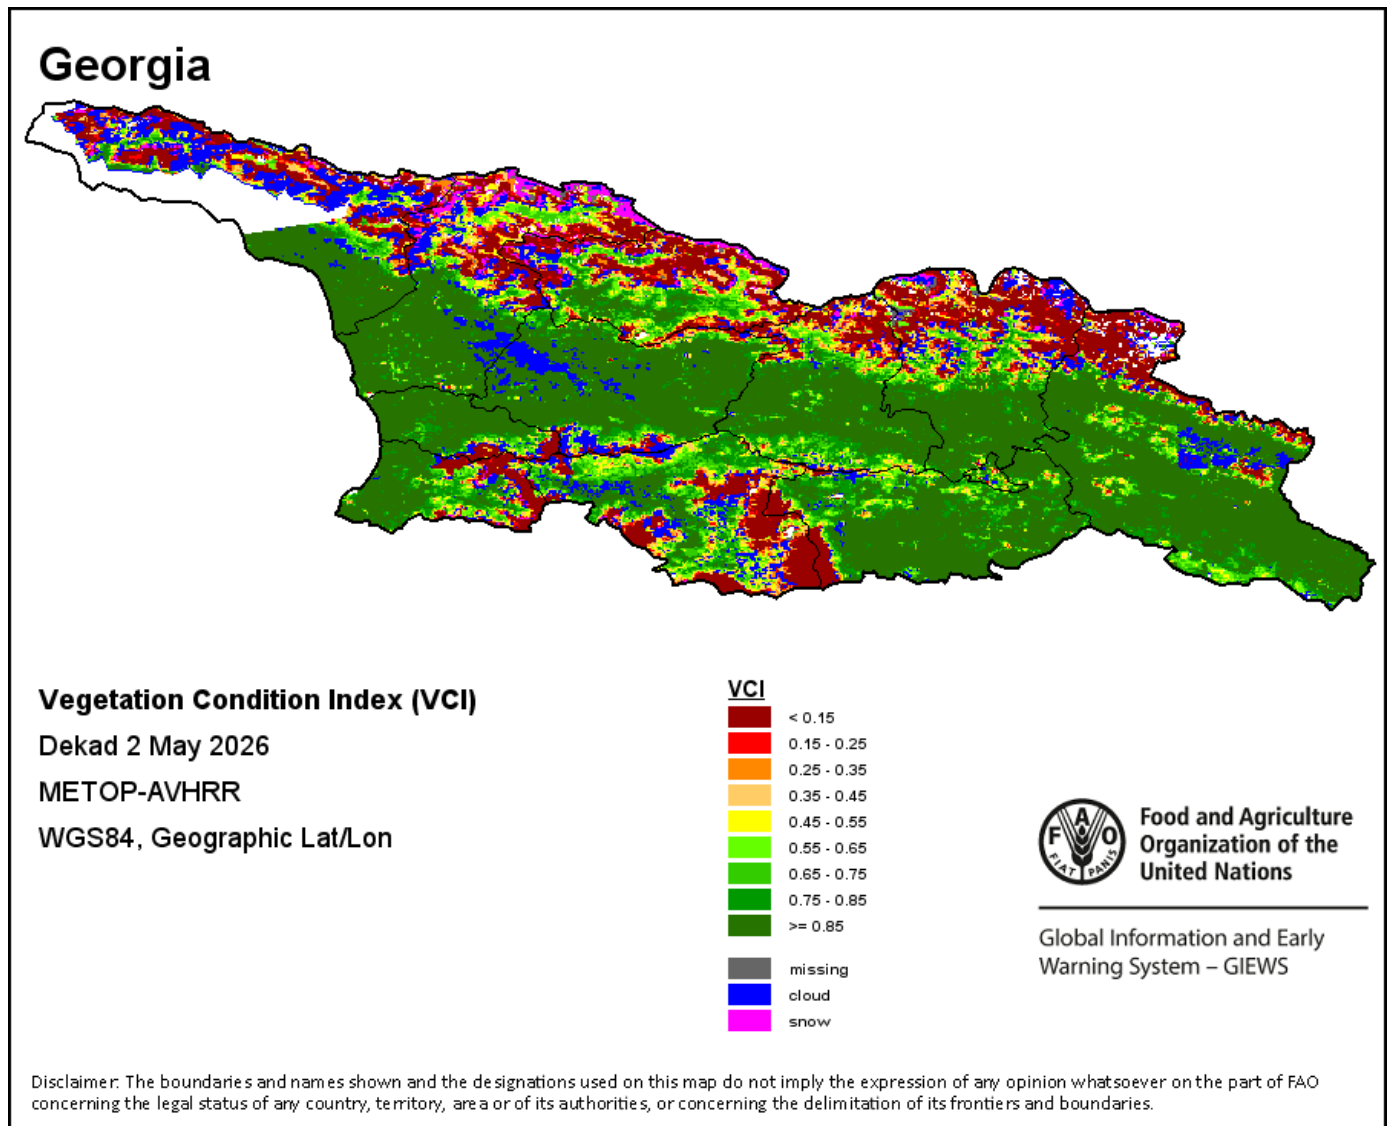 Georgia
Vegetation Condition Index (VCI)
Dekad 2 May 2026
METOP-AVHRR
WGS84, Geographic Lat/Lon
VCI
< 0.15
0.15 - 0.25
0.25 - 0.35
0.35 - 0.45
0.45 - 0.55
0.55 - 0.65
0.65 - 0.75
0.75 - 0.85
>= 0.85
missing
cloud
snow
F A O
FIAT PANIS
Food and Agriculture
Organization of the
United Nations
Global Information and Early
Warning System – GIEWS
Disclaimer: The boundaries and names shown and the designations used on this map do not imply the expression of any opinion whatsoever on the part of FAO
concerning the legal status of any country, territory, area or of its authorities, or concerning the delimitation of its frontiers and boundaries.